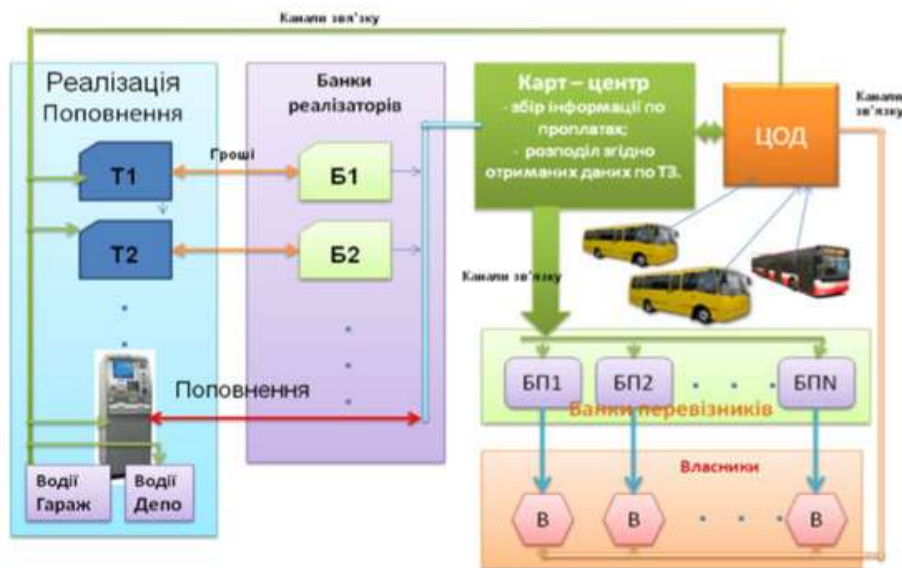 Канали зв'язку
Реалізація
Поповнення
Т1
Т2
Гроші
Поповнення
Водії
Гараж
Водії
Депо
Банки
реалізаторів
Б1
Б2
Карт – центр
- збір інформації по
проплатах;
- розподіл згідно
отриманих даних по ТЗ.
ЦОД
Канали
зв'язку
Канали зв'язку
БП1
БП2
БПN
Банки перевізників
Власники
В
В
В